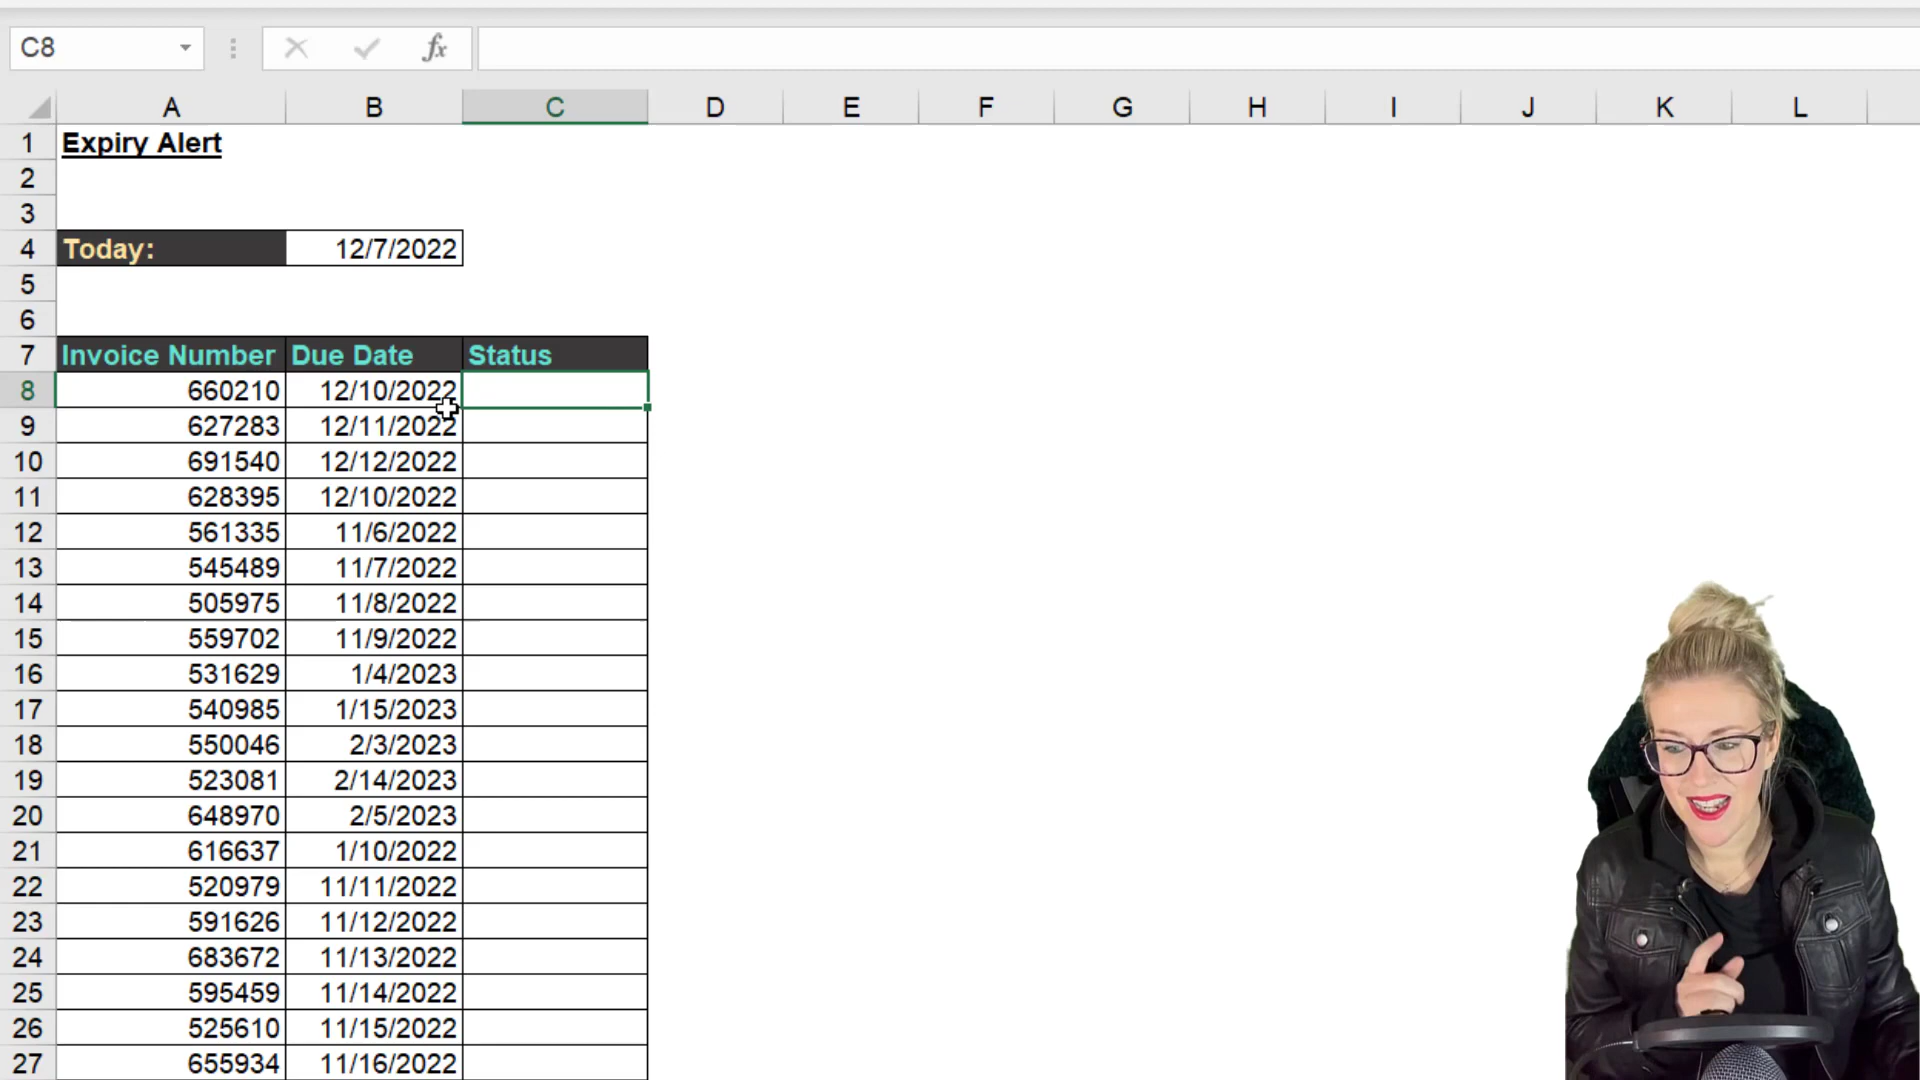 C8 fx
A B C D E F G H I J K L
1 Expiry Alert
2
3
4 Today: 12/7/2022
5
6
7 Invoice Number Due Date Status
8 660210 12/10/2022
9 627283 12/11/2022
10 691540 12/12/2022
11 628395 12/10/2022
12 561335 11/6/2022
13 545489 11/7/2022
14 505975 11/8/2022
15 559702 11/9/2022
16 531629 1/4/2023
17 540985 1/15/2023
18 550046 2/3/2023
19 523081 2/14/2023
20 648970 2/5/2023
21 616637 1/10/2022
22 520979 11/11/2022
23 591626 11/12/2022
24 683672 11/13/2022
25 595459 11/14/2022
26 525610 11/15/2022
27 655934 11/16/2022